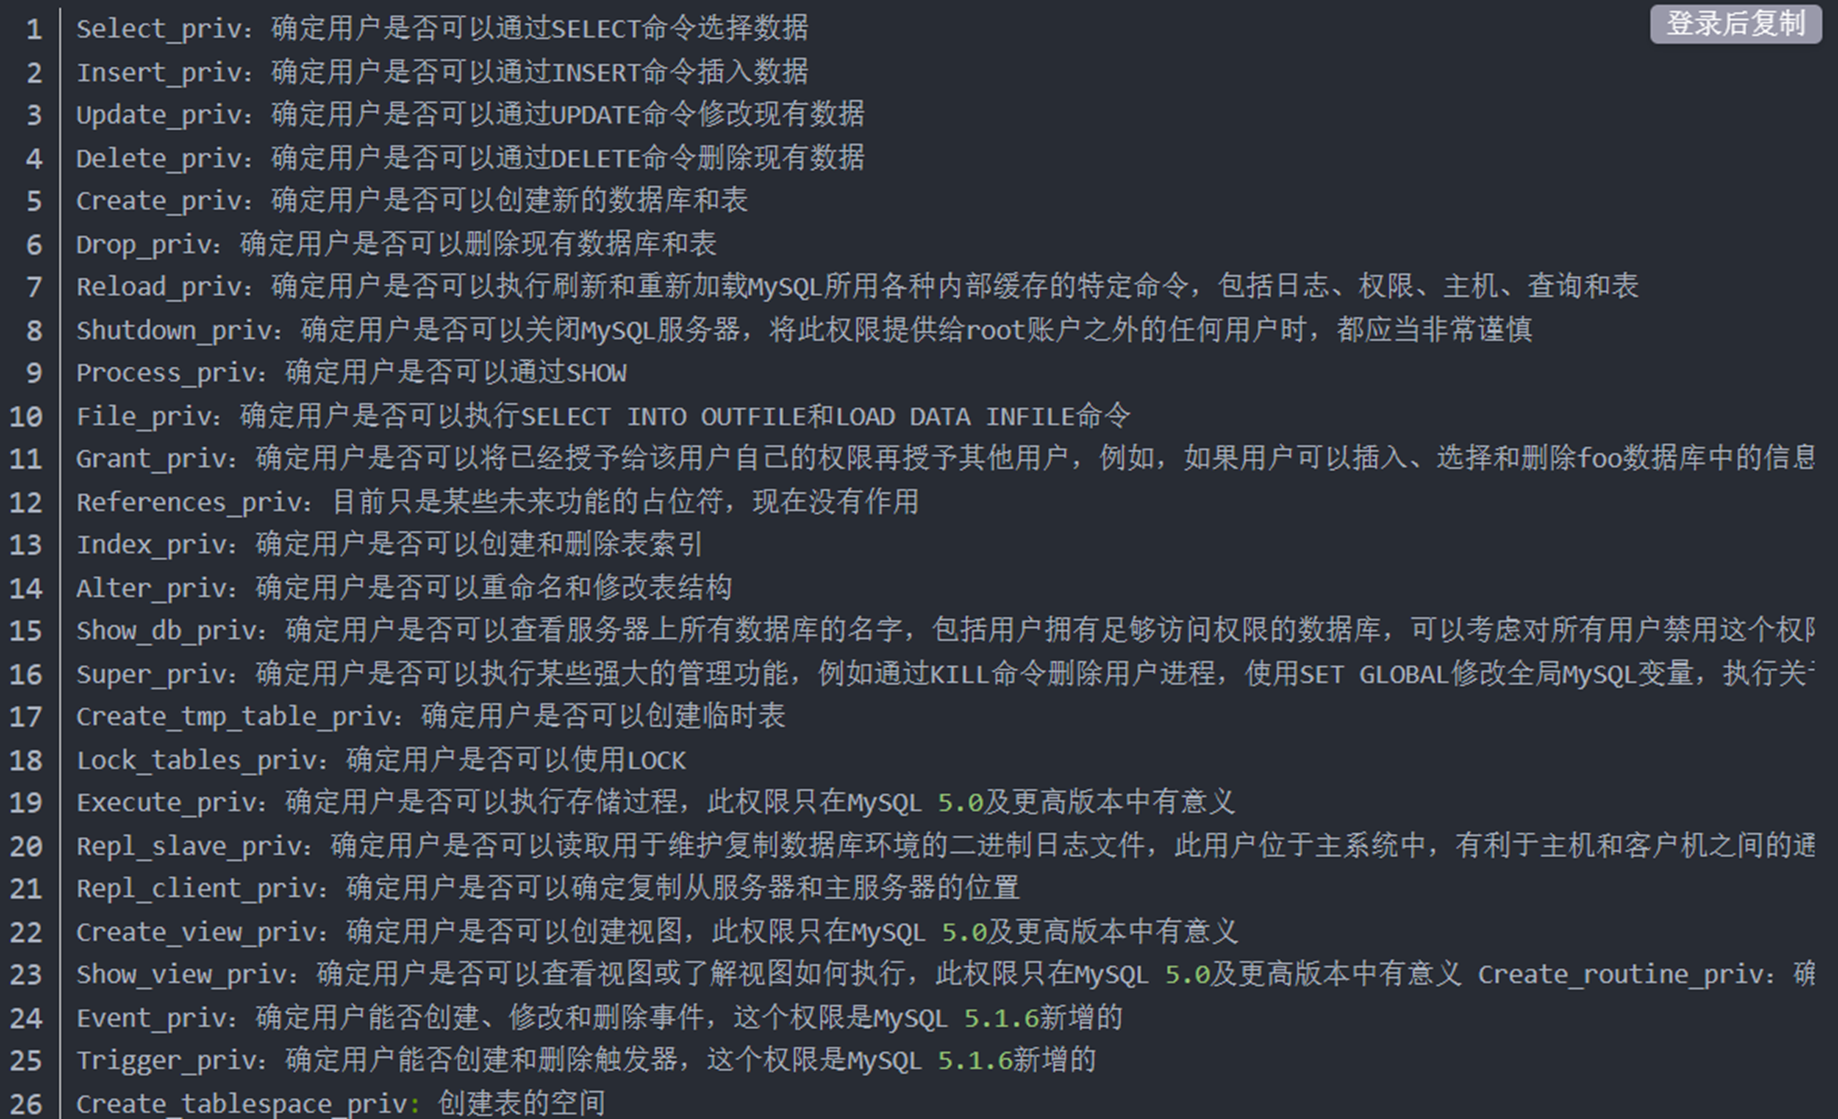 登录后复制
1 Select_priv：确定用户是否可以通过SELECT命令选择数据
2 Insert_priv：确定用户是否可以通过INSERT命令插入数据
3 Update_priv：确定用户是否可以通过UPDATE命令修改现有数据
4 Delete_priv：确定用户是否可以通过DELETE命令删除现有数据
5 Create_priv：确定用户是否可以创建新的数据库和表
6 Drop_priv：确定用户是否可以删除现有数据库和表
7 Reload_priv：确定用户是否可以执行刷新和重新加载MySQL所用各种内部缓存的特定命令，包括日志、权限、主机、查询和表
8 Shutdown_priv：确定用户是否可以关闭MySQL服务器，将此权限提供给root账户之外的任何用户时，都应当非常谨慎
9 Process_priv：确定用户是否可以通过SHOW
10 File_priv：确定用户是否可以执行SELECT INTO OUTFILE和LOAD DATA INFILE命令
11 Grant_priv：确定用户是否可以将已经授予给该用户自己的权限再授予其他用户，例如，如果用户可以插入、选择和删除foo数据库中的信息
12 References_priv：目前只是某些未来功能的占位符，现在没有作用
13 Index_priv：确定用户是否可以创建和删除表索引
14 Alter_priv：确定用户是否可以重命名和修改表结构
15 Show_db_priv：确定用户是否可以查看服务器上所有数据库的名字，包括用户拥有足够访问权限的数据库，可以考虑对所有用户禁用这个权限
16 Super_priv：确定用户是否可以执行某些强大的管理功能，例如通过KILL命令删除用户进程，使用SET GLOBAL修改全局MySQL变量，执行关
17 Create_tmp_table_priv：确定用户是否可以创建临时表
18 Lock_tables_priv：确定用户是否可以使用LOCK
19 Execute_priv：确定用户是否可以执行存储过程，此权限只在MySQL 5.0及更高版本中有意义
20 Repl_slave_priv：确定用户是否可以读取用于维护复制数据库环境的二进制日志文件，此用户位于主系统中，有利于主机和客户机之间的通
21 Repl_client_priv：确定用户是否可以确定复制从服务器和主服务器的位置
22 Create_view_priv：确定用户是否可以创建视图，此权限只在MySQL 5.0及更高版本中有意义
23 Show_view_priv：确定用户是否可以查看视图或了解视图如何执行，此权限只在MySQL 5.0及更高版本中有意义 Create_routine_priv：确
24 Event_priv：确定用户能否创建、修改和删除事件，这个权限是MySQL 5.1.6新增的
25 Trigger_priv：确定用户能否创建和删除触发器，这个权限是MySQL 5.1.6新增的
26 Create_tablespace_priv: 创建表的空间